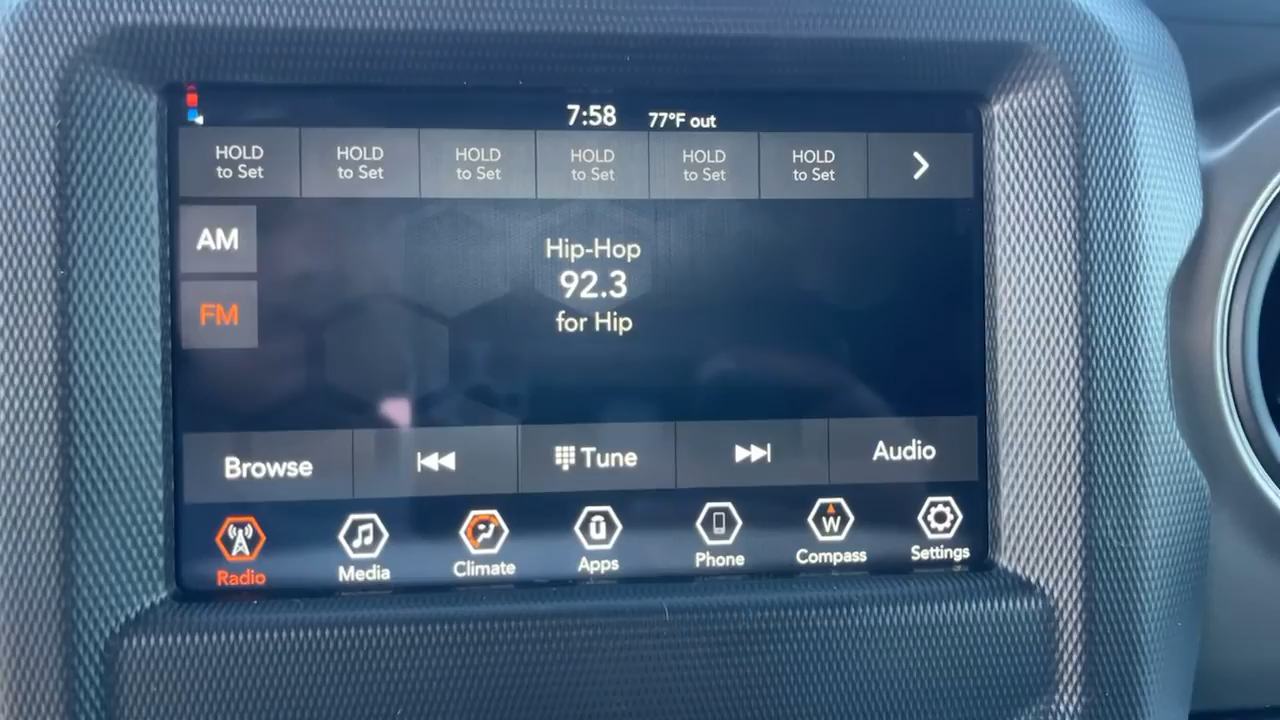 7:58 77°F out
HOLD HOLD HOLD HOLD HOLD HOLD
to Set to Set to Set to Set to Set to Set
AM
Hip-Hop
92.3
FM
for Hip
Browse Tune Audio
W
Radio Media Climate Apps Phone Compass Settings